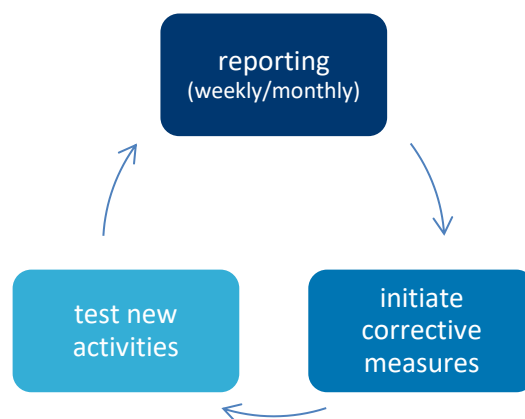 reporting
(weekly/monthly)
initiate
corrective
measures
test new
activities